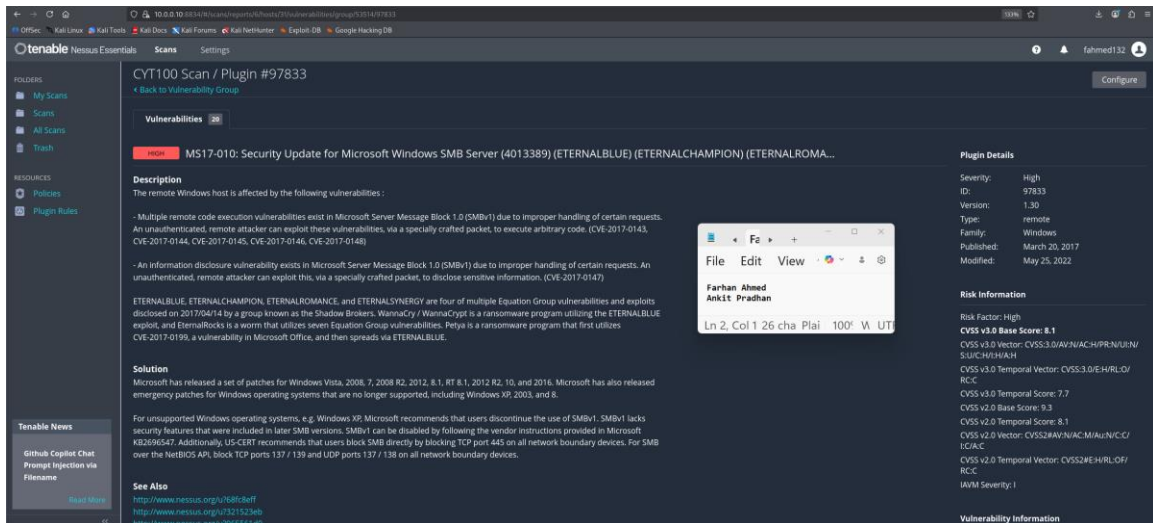 10.0.0.10:8834/#/scans/reports/6/hosts/3/vulnerabilities/group/53514/97833
133%
OffSec
Kali Linux
Kali Tools
Kali Docs
Kali Forums
Kali NetHunter
Exploit-DB
Google Hacking DB
tenable Nessus Essentials
Scans
Settings
fahmed132
FOLDERS
My Scans
Scans
All Scans
Trash
RESOURCES
Policies
Plugin Rules
Tenable News
Github Copilot Chat
Prompt Injection via
Filename
Read More
CYT100 Scan / Plugin #97833
Back to Vulnerability Group
Configure
Vulnerabilities 20
HIGH
MS17-010: Security Update for Microsoft Windows SMB Server (4013389) (ETERNALBLUE) (ETERNALCHAMPION) (ETERNALROMA...
Description
The remote Windows host is affected by the following vulnerabilities :
- Multiple remote code execution vulnerabilities exist in Microsoft Server Message Block 1.0 (SMBv1) due to improper handling of certain requests.
An unauthenticated, remote attacker can exploit these vulnerabilities, via a specially crafted packet, to execute arbitrary code. (CVE-2017-0143,
CVE-2017-0144, CVE-2017-0145, CVE-2017-0146, CVE-2017-0148)
- An information disclosure vulnerability exists in Microsoft Server Message Block 1.0 (SMBv1) due to improper handling of certain requests. An
unauthenticated, remote attacker can exploit this, via a specially crafted packet, to disclose sensitive information. (CVE-2017-0147)
ETERNALBLUE, ETERNALCHAMPION, ETERNALROMANCE, and ETERNALSYNERGY are four of multiple Equation Group vulnerabilities and exploits
disclosed on 2017/04/14 by a group known as the Shadow Brokers. WannaCry / WannaCrypt is a ransomware program utilizing the ETERNALBLUE
exploit, and EternalRocks is a worm that utilizes seven Equation Group vulnerabilities. Petya is a ransomware program that first utilizes
CVE-2017-0199, a vulnerability in Microsoft Office, and then spreads via ETERNALBLUE.
Solution
Microsoft has released a set of patches for Windows Vista, 2008, 7, 2008 R2, 2012, 8.1, RT 8.1, 2012 R2, 10, and 2016. Microsoft has also released
emergency patches for Windows operating systems that are no longer supported, including Windows XP, 2003, and 8.
For unsupported Windows operating systems, e.g. Windows XP, Microsoft recommends that users discontinue the use of SMBv1. SMBv1 lacks
security features that were included in later SMB versions. SMBv1 can be disabled by following the vendor instructions provided in Microsoft
KB2696547. Additionally, US-CERT recommends that users block SMB directly by blocking TCP port 445 on all network boundary devices. For SMB
over the NetBIOS API, block TCP ports 137 / 139 and UDP ports 137 / 138 on all network boundary devices.
See Also
http://www.nessus.org/u?68fc8eff
http://www.nessus.org/u?321523eb
Fa
File Edit View
Farhan Ahmed
Ankit Pradhan
Ln 2, Col 1 26 cha Plai 100% W UTF
Plugin Details
Severity: High
ID: 97833
Version: 1.30
Type: remote
Family: Windows
Published: March 20, 2017
Modified: May 25, 2022
Risk Information
Risk Factor: High
CVSS v3.0 Base Score: 8.1
CVSS v3.0 Vector: CVSS:3.0/AV:N/AC:H/PR:N/UI:N/
S:U/C:H/I:H/A:H
CVSS v3.0 Temporal Vector: CVSS:3.0/E:H/RL:O/
RC:C
CVSS v3.0 Temporal Score: 7.7
CVSS v2.0 Base Score: 9.3
CVSS v2.0 Temporal Score: 8.1
CVSS v2.0 Vector: CVSS2#AV:N/AC:M/Au:N/C:C/
I:C/A:C
CVSS v2.0 Temporal Vector: CVSS2#E:H/RL:OF/
RC:C
IAVM Severity: I
Vulnerability Information